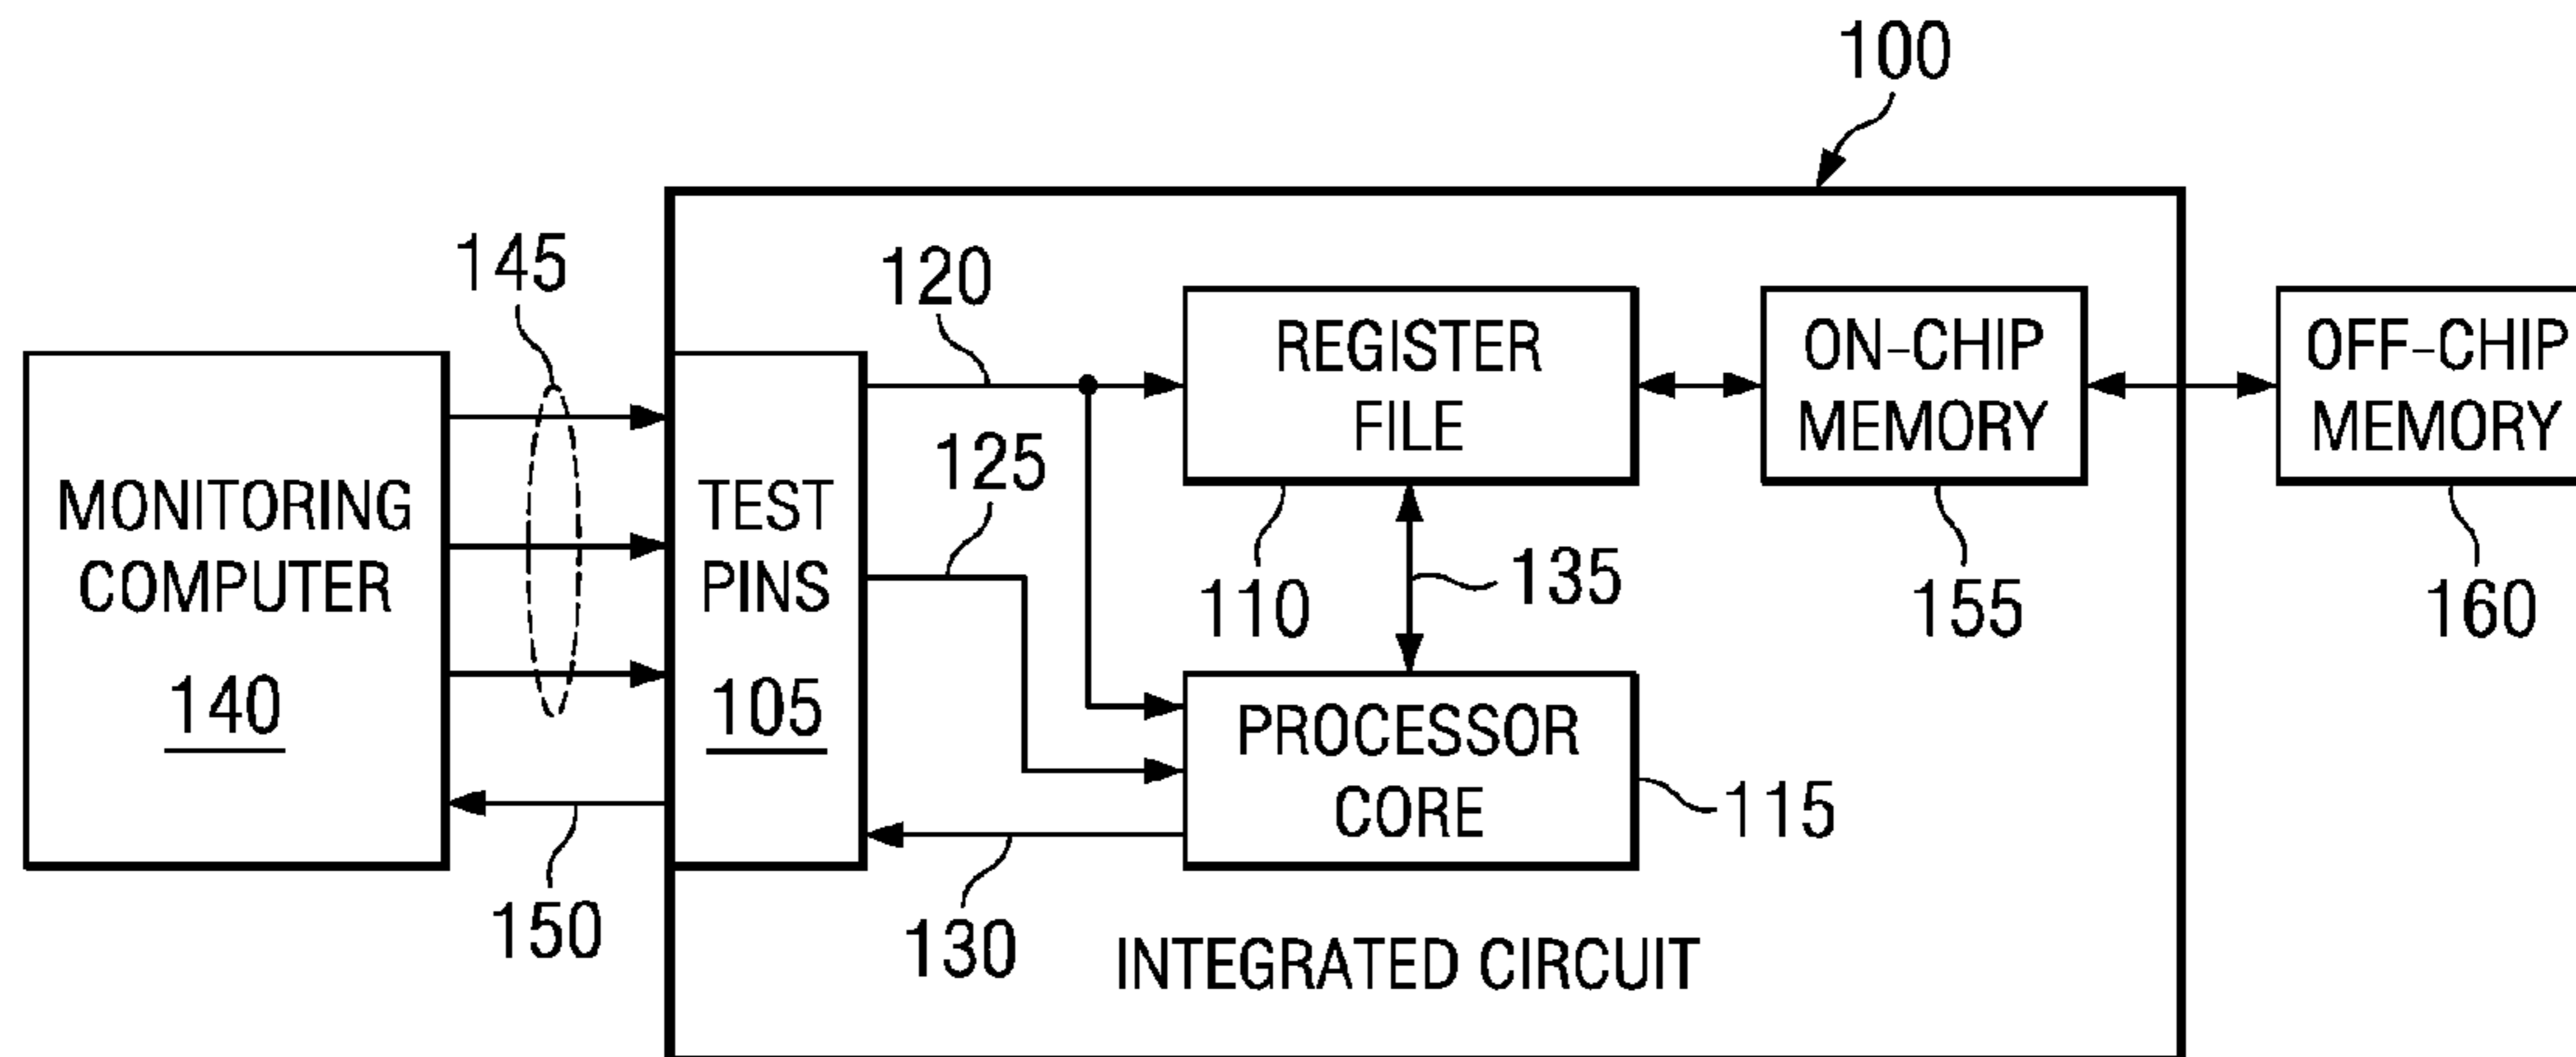 100
145
120
125
MONITORING
COMPUTER
140
TEST
PINS
105
REGISTER
FILE
110
135
ON-CHIP
MEMORY
155
OFF-CHIP
MEMORY
160
PROCESSOR
CORE
115
150
130
INTEGRATED CIRCUIT